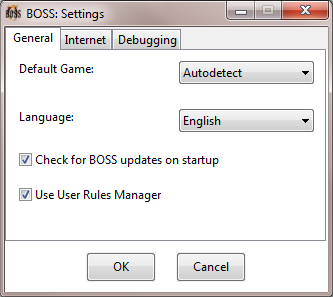 BOSS: Settings
General Internet Debugging
Default Game: Autodetect
Language: English
Check for BOSS updates on startup
Use User Rules Manager
OK Cancel